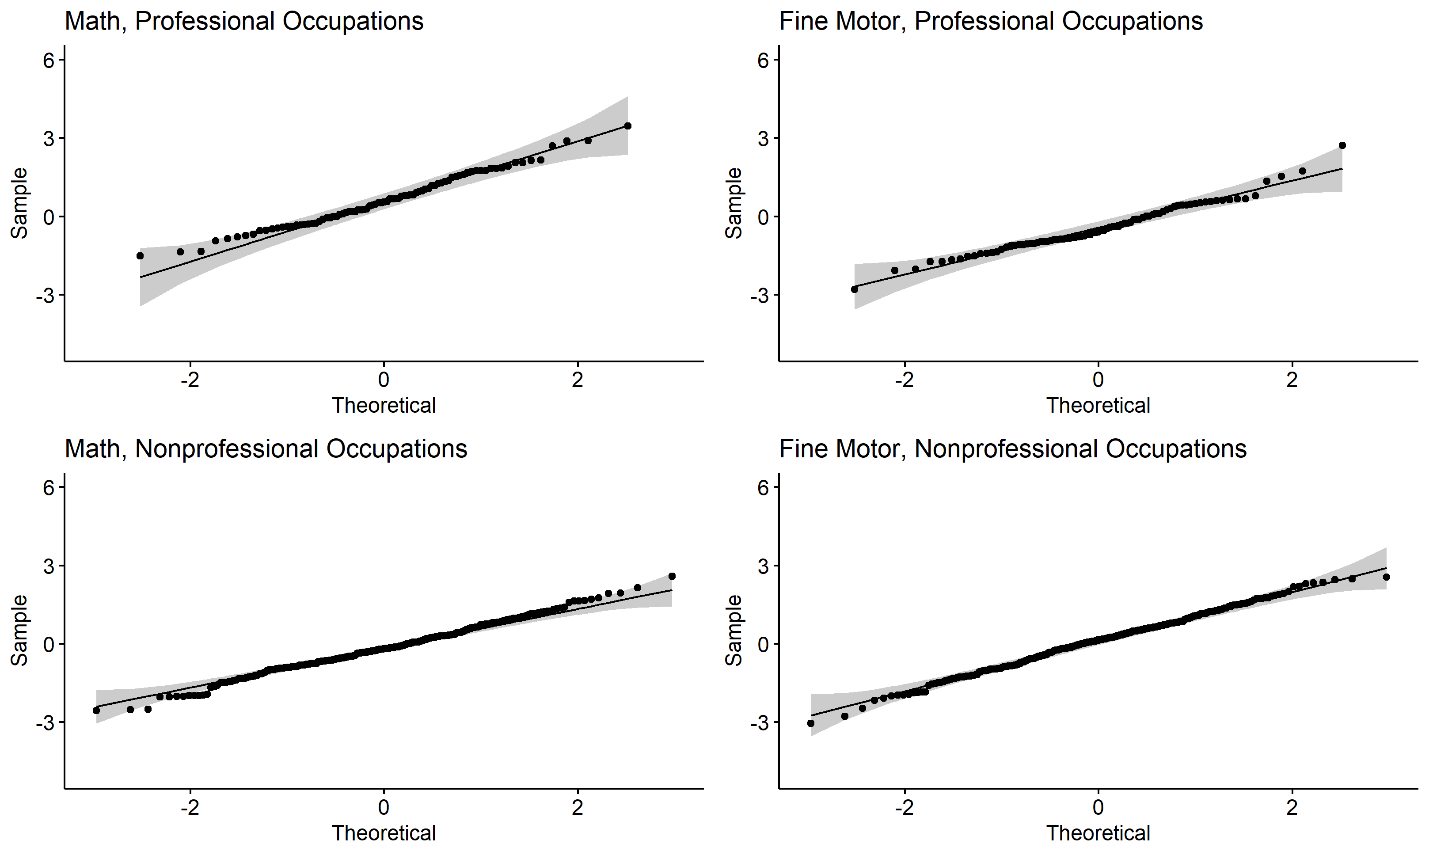 Math, Professional Occupations
6
3
0
-3
Sample
-2
0
2
Theoretical
Fine Motor, Professional Occupations
6
3
0
-3
Sample
-2
0
2
Theoretical
Math, Nonprofessional Occupations
6
3
0
-3
Sample
-2
0
2
Theoretical
Fine Motor, Nonprofessional Occupations
6
3
0
-3
Sample
-2
0
2
Theoretical